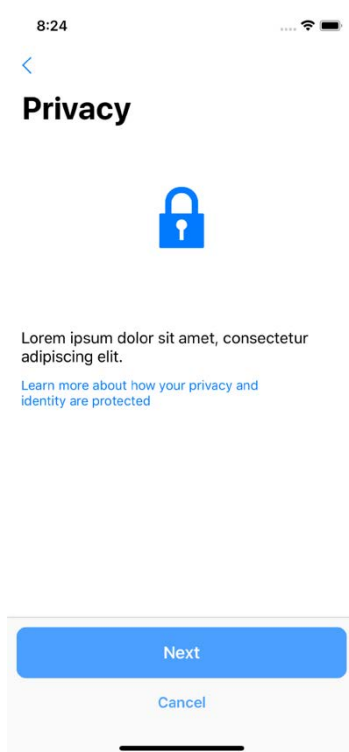 8:24
Privacy
Lorem ipsum dolor sit amet, consectetur
adipiscing elit.
Learn more about how your privacy and
identity are protected
Next
Cancel